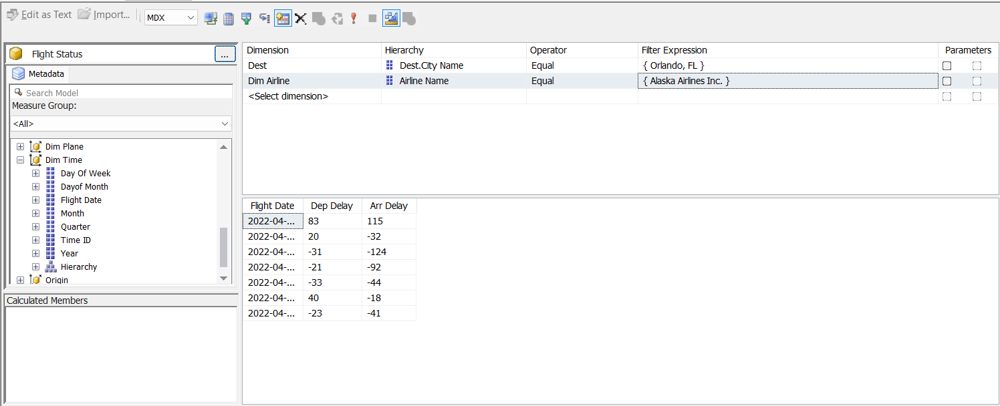 Edit as Text Import... MDX
Flight Status ...
Metadata
Search Model
Measure Group:
<All>
Dim Plane
Dim Time
Day Of Week
Dayof Month
Flight Date
Month
Quarter
Time ID
Year
Hierarchy
Origin
Calculated Members
Dimension Hierarchy Operator Filter Expression Parameters
Dest Dest.City Name Equal { Orlando, FL }
Dim Airline Airline Name Equal { Alaska Airlines Inc. }
<Select dimension>
Flight Date Dep Delay Arr Delay
2022-04-... 83 115
2022-04-... 20 -32
2022-04-... -31 -124
2022-04-... -21 -92
2022-04-... -33 -44
2022-04-... 40 -18
2022-04-... -23 -41